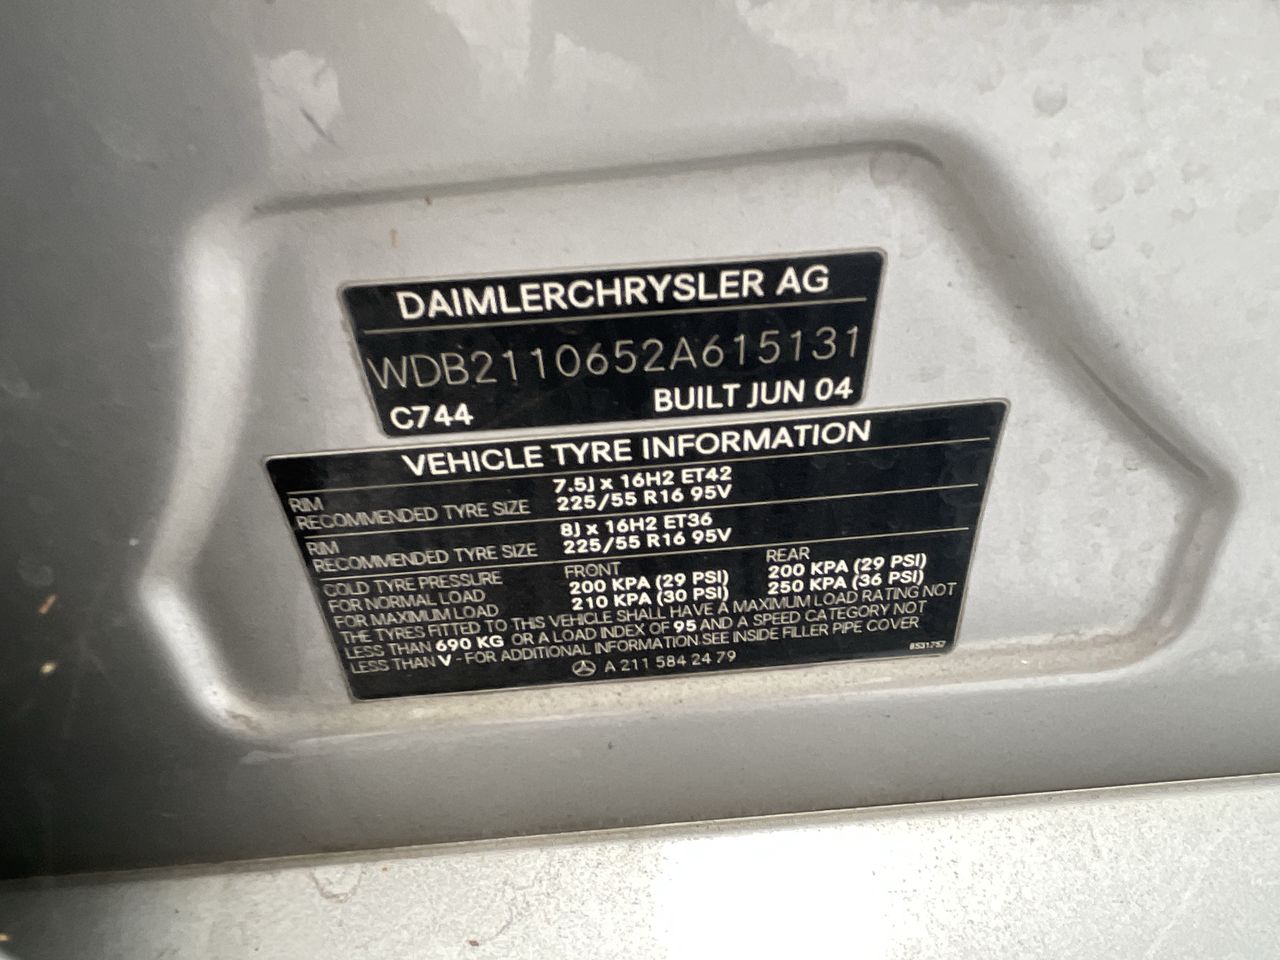 DAIMLERCHRYSLER AG
WDB2110652A615131
C744 BUILT JUN 04
VEHICLE TYRE INFORMATION
RIM 7.5J x 16H2 ET42
RECOMMENDED TYRE SIZE 225/55 R16 95V
RIM 8J x 16H2 ET36
RECOMMENDED TYRE SIZE 225/55 R16 95V
COLD TYRE PRESSURE FRONT REAR
FOR NORMAL LOAD 200 KPA (29 PSI) 200 KPA (29 PSI)
FOR MAXIMUM LOAD 210 KPA (30 PSI) 250 KPA (36 PSI)
THE TYRES FITTED TO THIS VEHICLE SHALL HAVE A MAXIMUM LOAD RATING NOT
LESS THAN 690 KG OR A LOAD INDEX OF 95 AND A SPEED CATEGORY NOT
LESS THAN V - FOR ADDITIONAL INFORMATION SEE INSIDE FILLER PIPE COVER
A 211 584 24 79 8531757